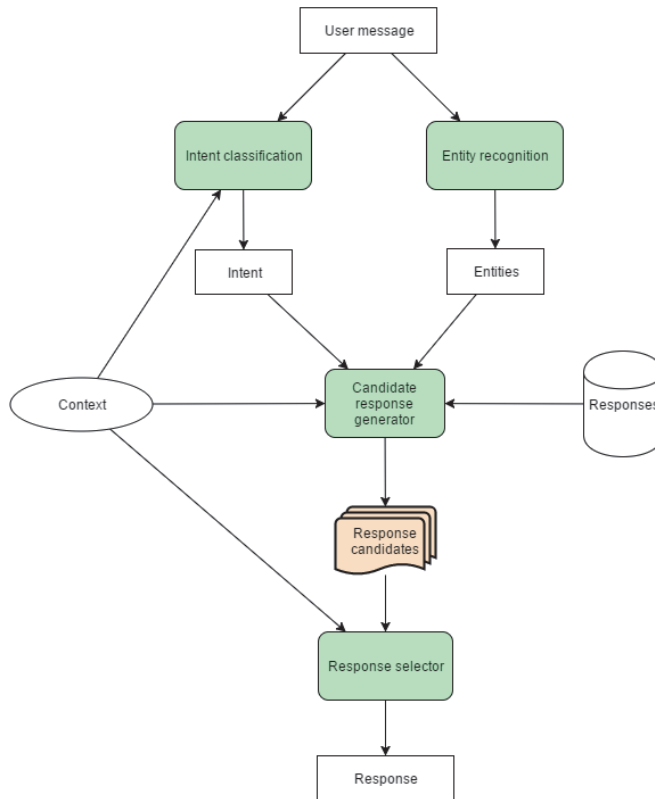 User message
Intent classification
Entity recognition
Intent
Entities
Context
Candidate
response
generator
Responses
Response
candidates
Response selector
Response